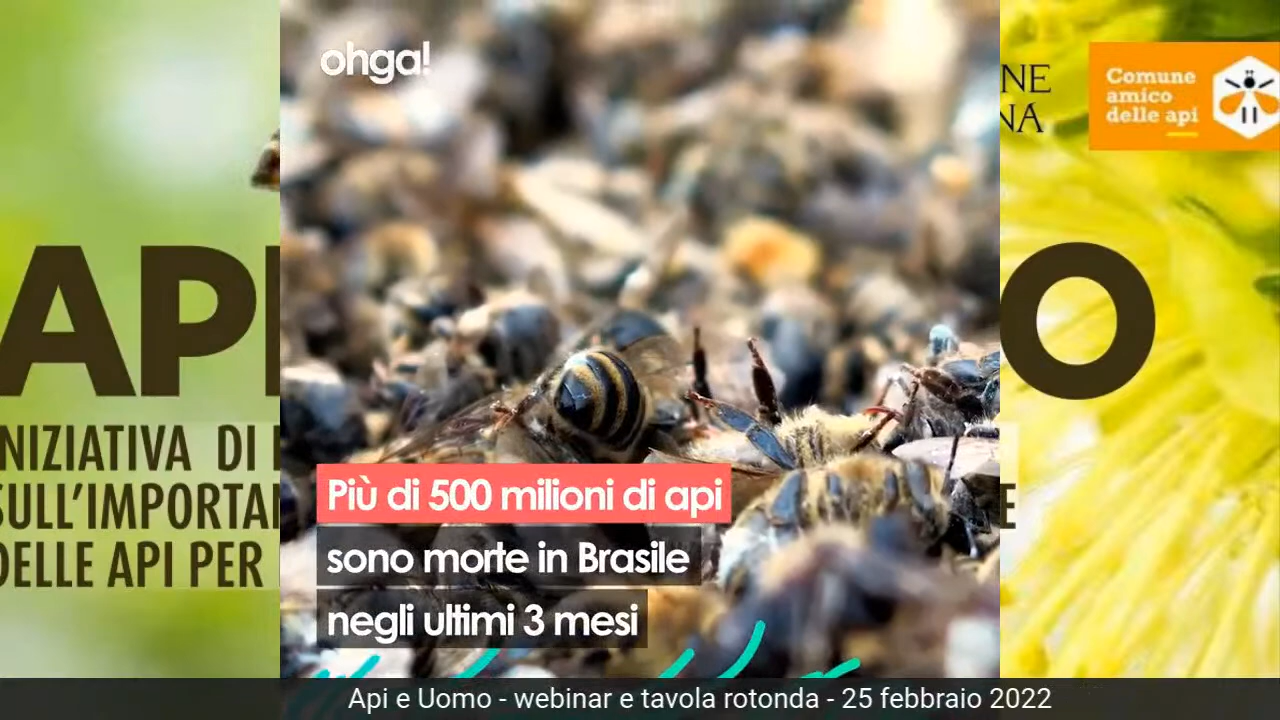 ohga!
NE
NA
Comune
amico
delle api
API
O
NIZIATIVA DI
SULL'IMPORTAN
E
DELLE API PER
Più di 500 milioni di api
sono morte in Brasile
negli ultimi 3 mesi
Api e Uomo - webinar e tavola rotonda - 25 febbraio 2022